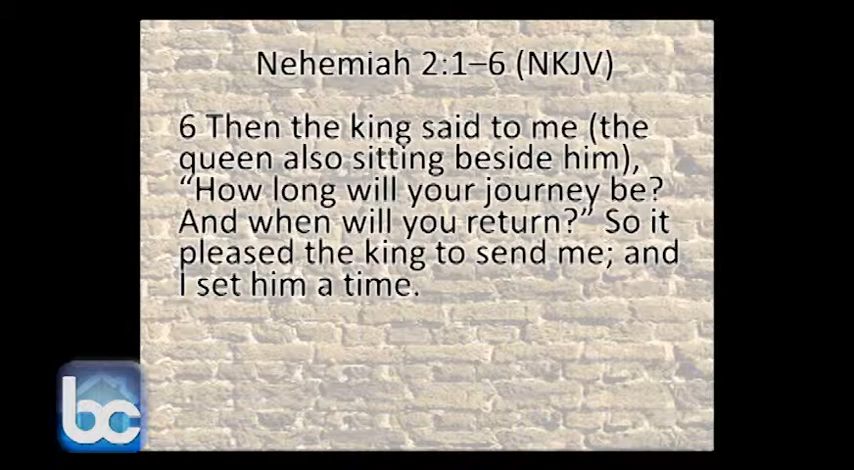 Nehemiah 2:1–6 (NKJV)
6 Then the king said to me (the
queen also sitting beside him),
“How long will your journey be?
And when will you return?” So it
pleased the king to send me; and
I set him a time.
bc